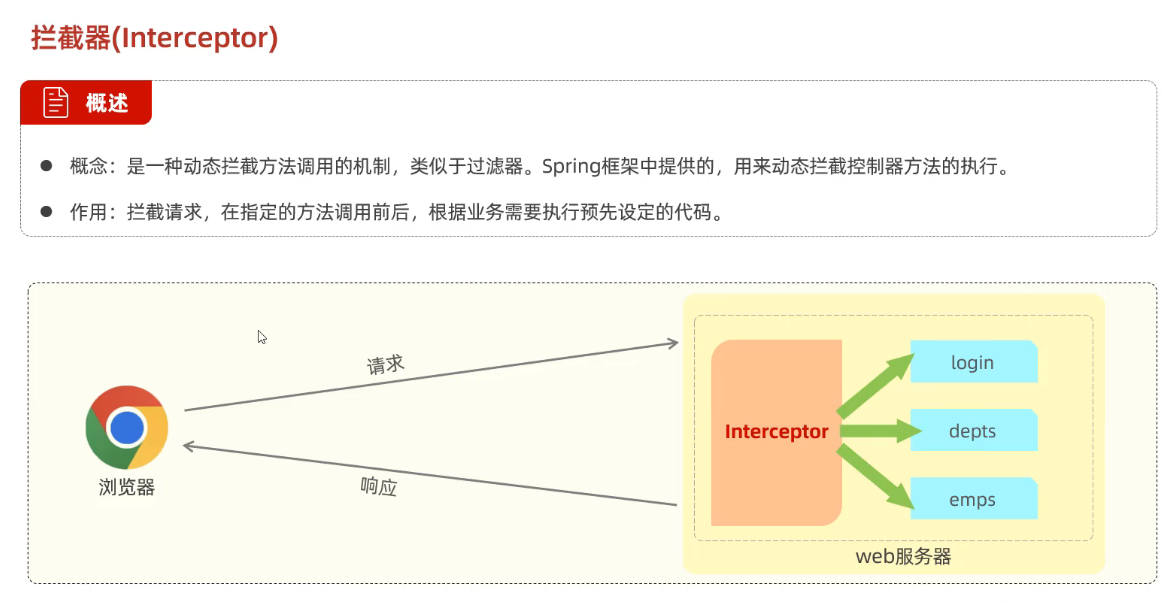 拦截器(Interceptor)
概述
概念：是一种动态拦截方法调用的机制，类似于过滤器。Spring框架中提供的，用来动态拦截控制器方法的执行。
作用：拦截请求，在指定的方法调用前后，根据业务需要执行预先设定的代码。
请求
login
Interceptor
depts
浏览器
响应
emps
web服务器